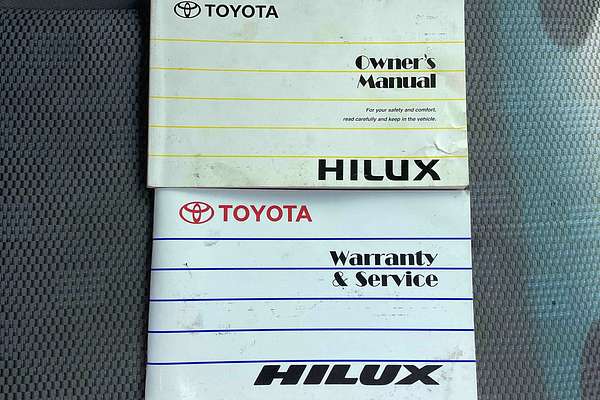 TOYOTA
Owner's
Manual
For your safety and comfort,
read carefully and keep in the vehicle.
HILUX
TOYOTA
Warranty
& Service
HILUX